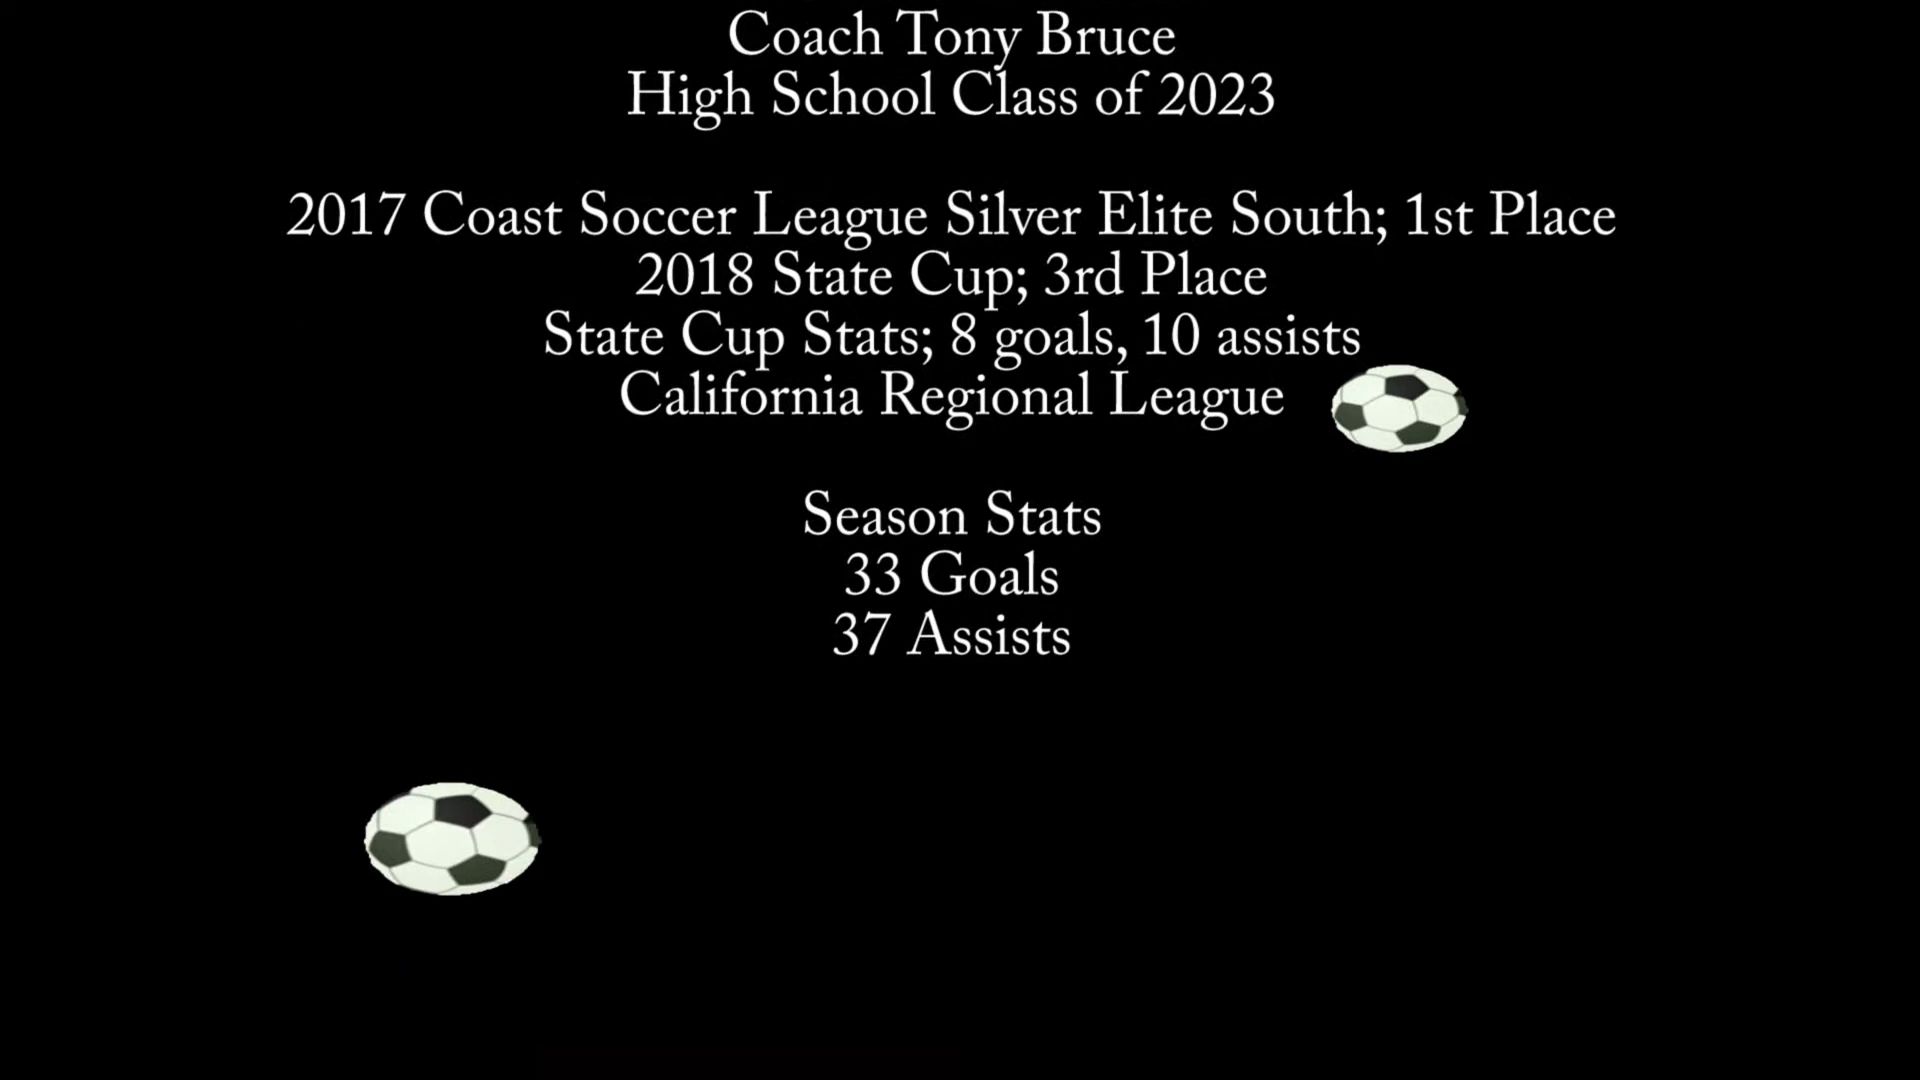 Coach Tony Bruce
High School Class of 2023
2017 Coast Soccer League Silver Elite South; 1st Place
2018 State Cup; 3rd Place
State Cup Stats; 8 goals, 10 assists
California Regional League
Season Stats
33 Goals
37 Assists